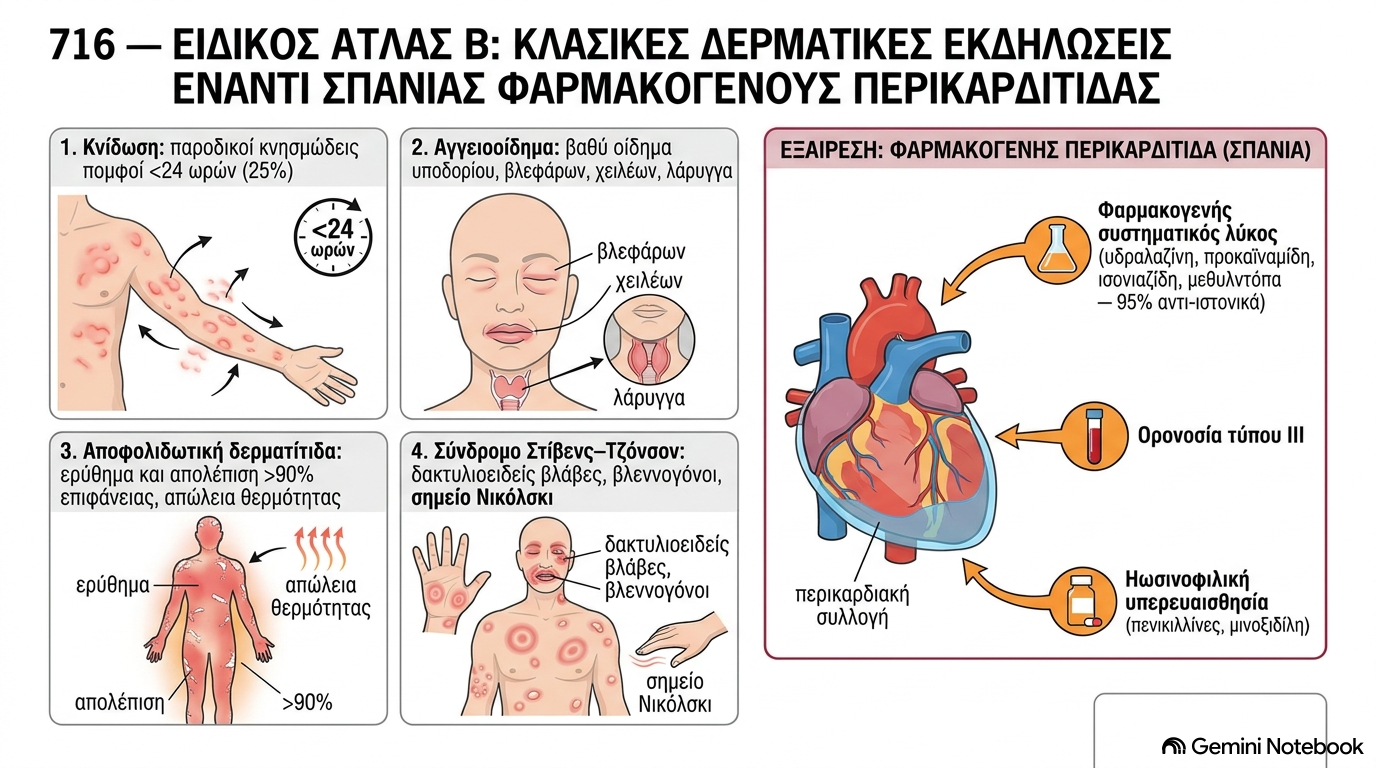 716 — ΕΙΔΙΚΟΣ ΑΤΛΑΣ Β: ΚΛΑΣΙΚΕΣ ΔΕΡΜΑΤΙΚΕΣ ΕΚΔΗΛΩΣΕΙΣ
ΕΝΑΝΤΙ ΣΠΑΝΙΑΣ ΦΑΡΜΑΚΟΓΕΝΟΥΣ ΠΕΡΙΚΑΡΔΙΤΙΔΑΣ
1. Κνίδωση: παροδικοί κνησμώδεις
πομφοί <24 ωρών (25%)
<24
ωρών
2. Αγγειοοίδημα: βαθύ οίδημα
υποδορίου, βλεφάρων, χειλέων, λάρυγγα
βλεφάρων
χειλέων
λάρυγγα
3. Αποφολιδωτική δερματίτιδα:
ερύθημα και απολέπιση >90%
επιφάνειας, απώλεια θερμότητας
ερύθημα
απώλεια
θερμότητας
απολέπιση
>90%
4. Σύνδρομο Στίβενς–Τζόνσον:
δακτυλιοειδείς βλάβες, βλεννογόνοι,
σημείο Νικόλσκι
δακτυλιοειδείς
βλάβες,
βλεννογόνοι
σημείο
Νικόλσκι
ΕΞΑΙΡΕΣΗ: ΦΑΡΜΑΚΟΓΕΝΗΣ ΠΕΡΙΚΑΡΔΙΤΙΔΑ (ΣΠΑΝΙΑ)
Φαρμακογενής
συστηματικός λύκος
(υδραλαζίνη, προκαϊναμίδη,
ισονιαζίδη, μεθυλντόπα
— 95% αντι-ιστονικά)
Ορονοσία τύπου III
Ηωσινοφιλική
υπερευαισθησία
(πενικιλλίνες, μινοξιδίλη)
περικαρδιακή
συλλογή
Gemini Notebook